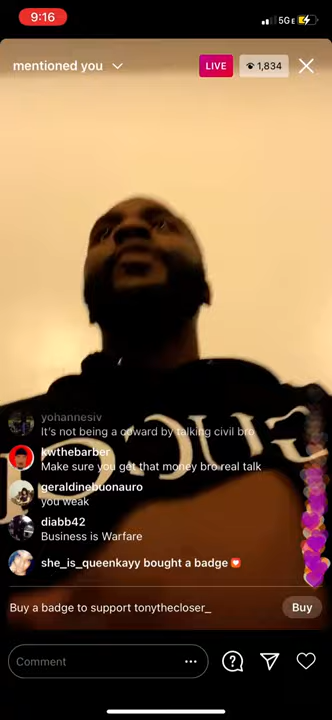 9:16
5GE
mentioned you
LIVE
1,834
yohannesiv
It's not being a coward by talking civil bro
kwthebarber
Make sure you get that money bro real talk
geraldinebuonauro
you weak
diabb42
Business is Warfare
she_is_queenkayy bought a badge
Buy a badge to support tonythecloser_
Buy
Comment